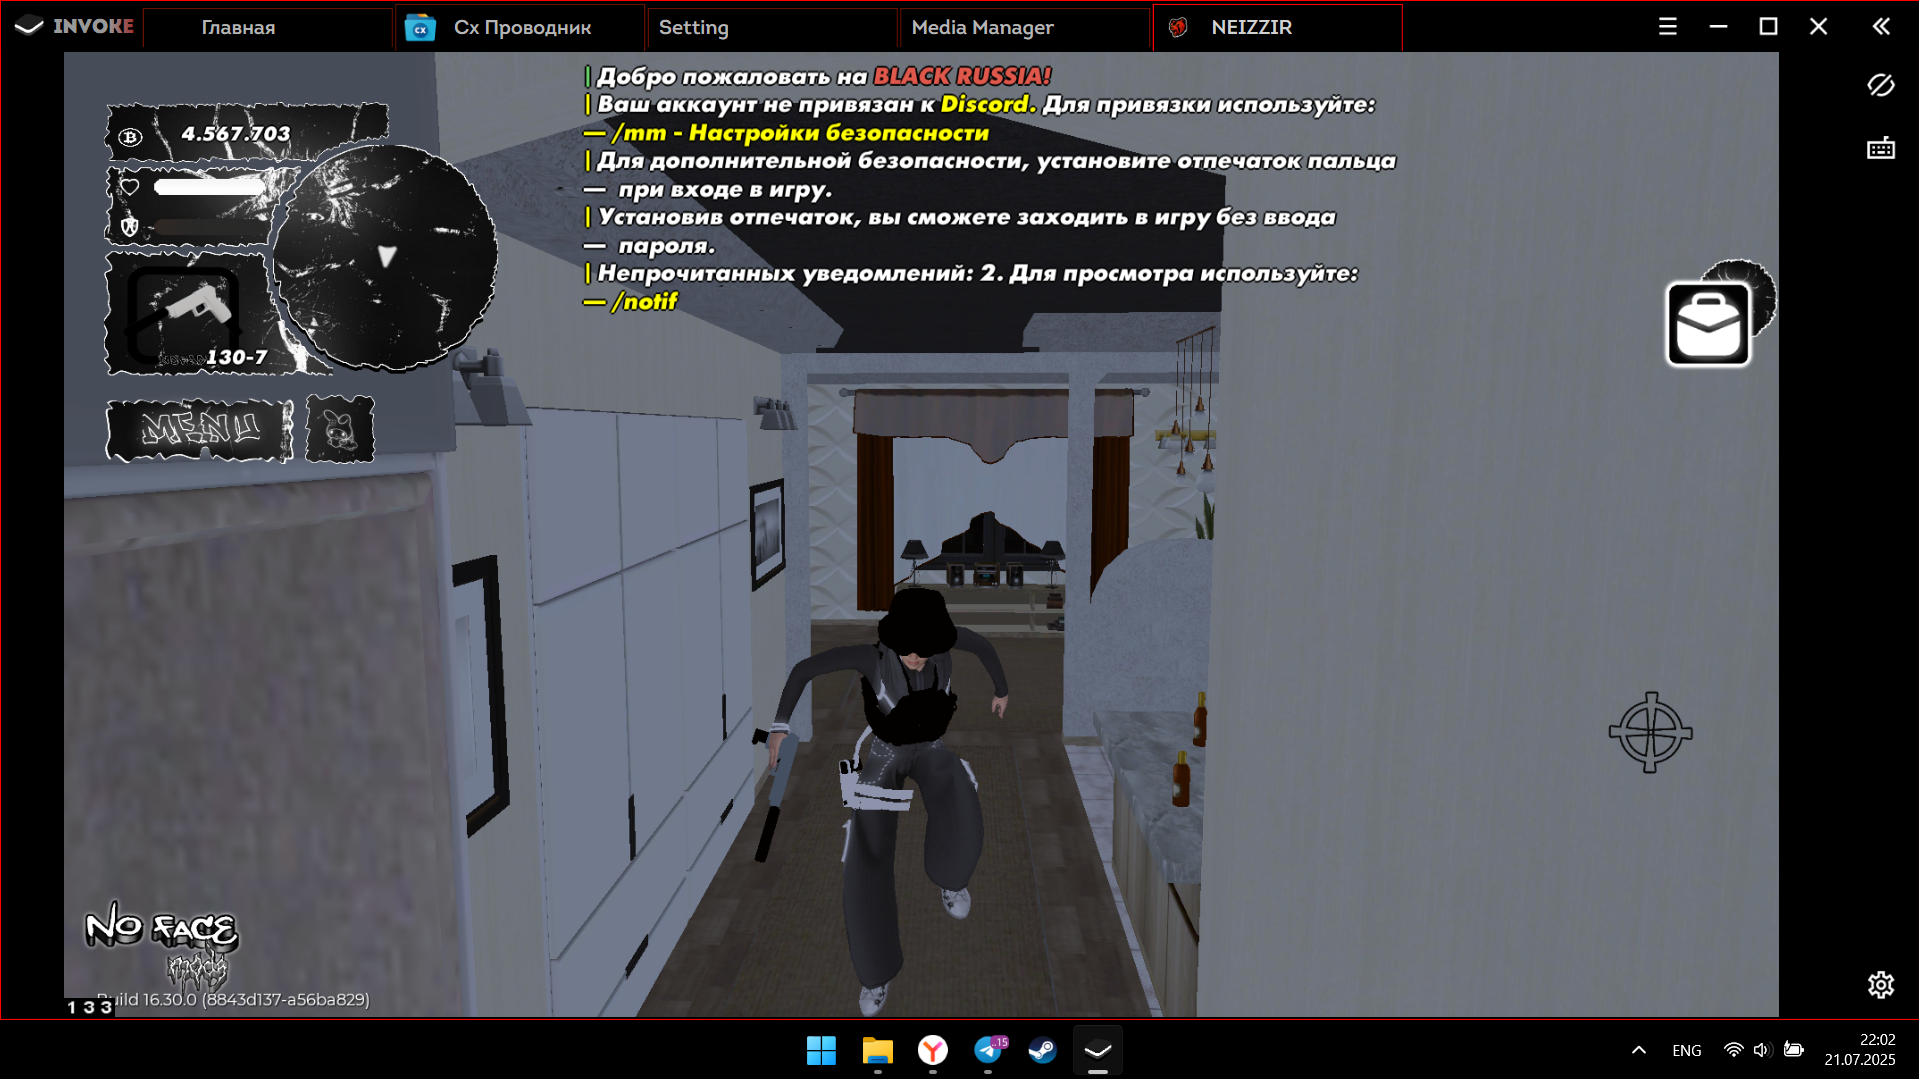 INVOKE
Главная
Cx Проводник
Setting
Media Manager
NEIZZIR
| Добро пожаловать на BLACK RUSSIA!
| Ваш аккаунт не привязан к Discord. Для привязки используйте:
— /mm - Настройки безопасности
| Для дополнительной безопасности, установите отпечаток пальца
— при входе в игру.
| Установив отпечаток, вы сможете заходить в игру без ввода
— пароля.
| Непрочитанных уведомлений: 2. Для просмотра используйте:
— /notif
4.567.703
130-7
MENU
NO FACE
mods
Build 16.30.0 (8843d137-a56ba829)
133
15
ENG
22:02
21.07.2025